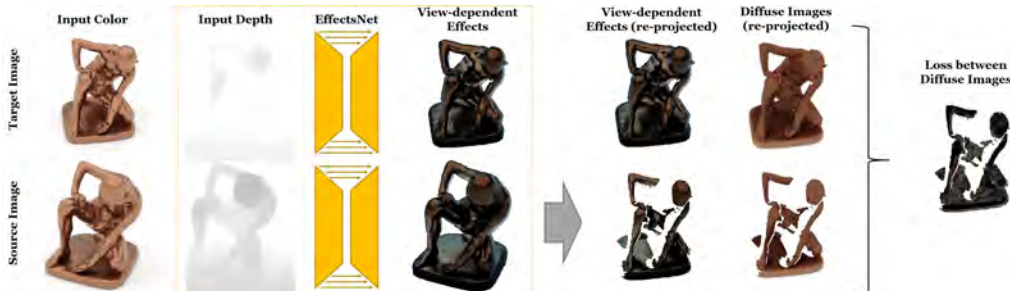 Input Color
Input Depth
EffectsNet
View-dependent
Effects
View-dependent
Effects (re-projected)
Diffuse Images
(re-projected)
Loss between
Diffuse Images
Target Image
Source Image